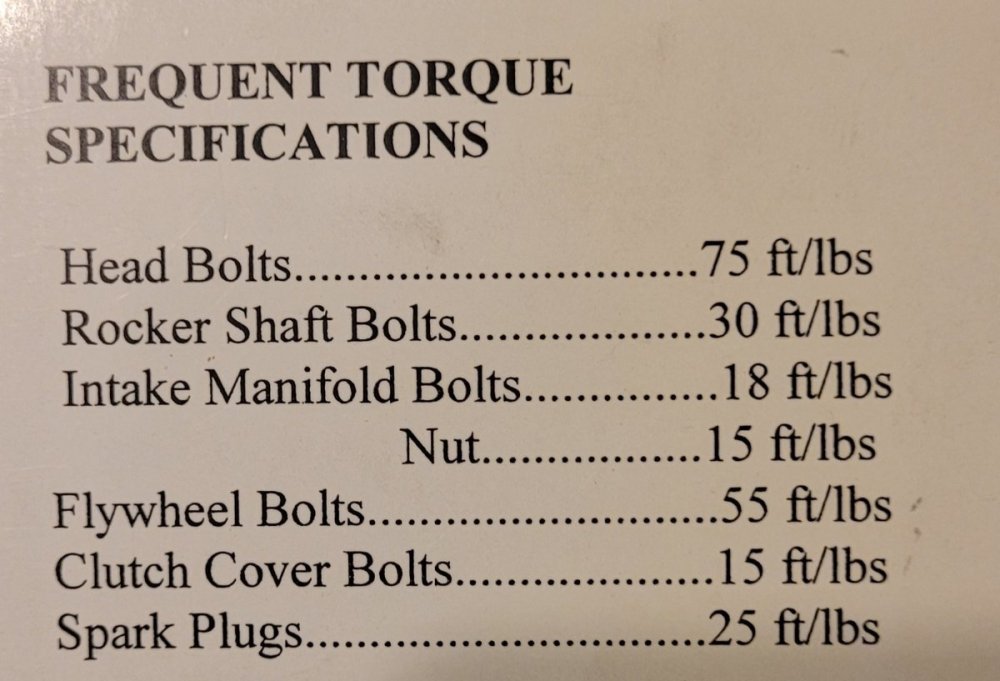 FREQUENT TORQUE
SPECIFICATIONS
Head Bolts...............................75 ft/lbs
Rocker Shaft Bolts...................30 ft/lbs
Intake Manifold Bolts...............18 ft/lbs
Nut.................15 ft/lbs
Flywheel Bolts...........................55 ft/lbs
Clutch Cover Bolts....................15 ft/lbs
Spark Plugs...............................25 ft/lbs